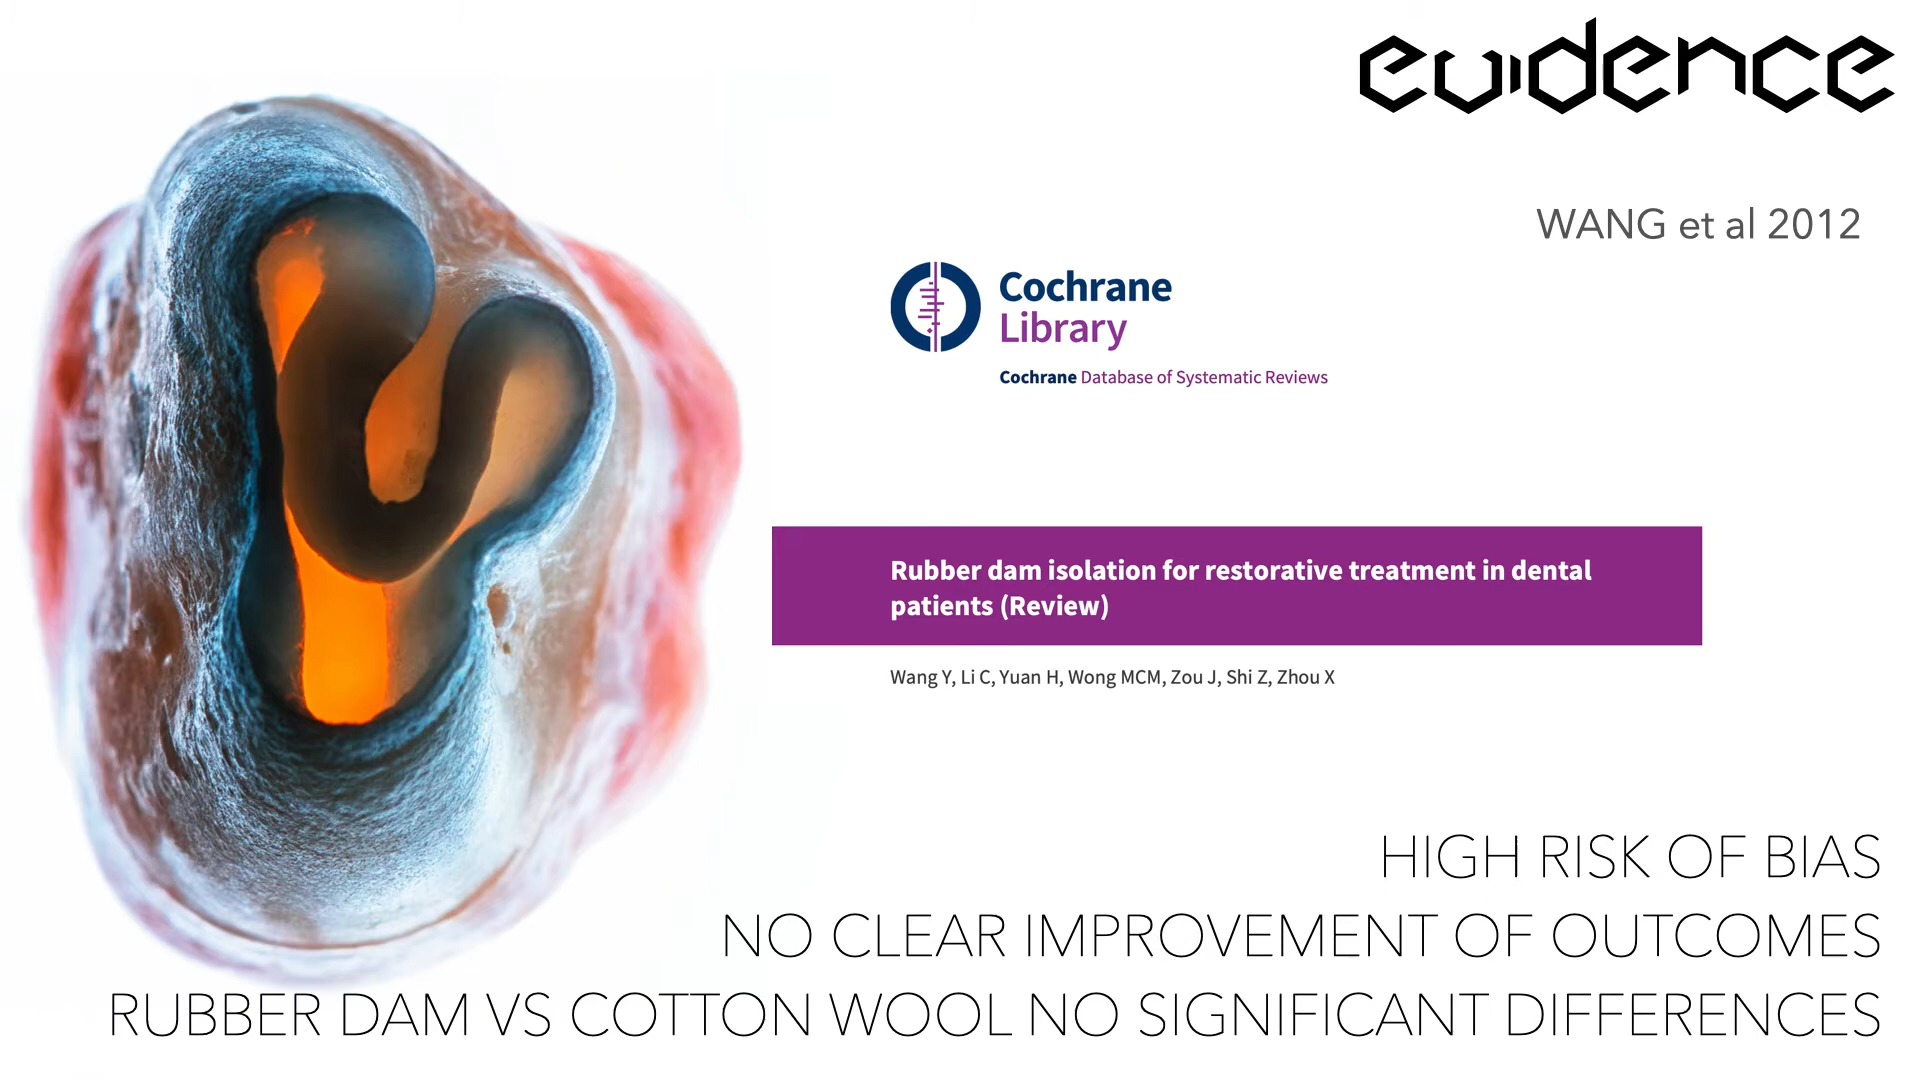 evidence
WANG et al 2012
Cochrane
Library
Cochrane Database of Systematic Reviews
Rubber dam isolation for restorative treatment in dental
patients (Review)
Wang Y, Li C, Yuan H, Wong MCM, Zou J, Shi Z, Zhou X
HIGH RISK OF BIAS
NO CLEAR IMPROVEMENT OF OUTCOMES
RUBBER DAM VS COTTON WOOL NO SIGNIFICANT DIFFERENCES